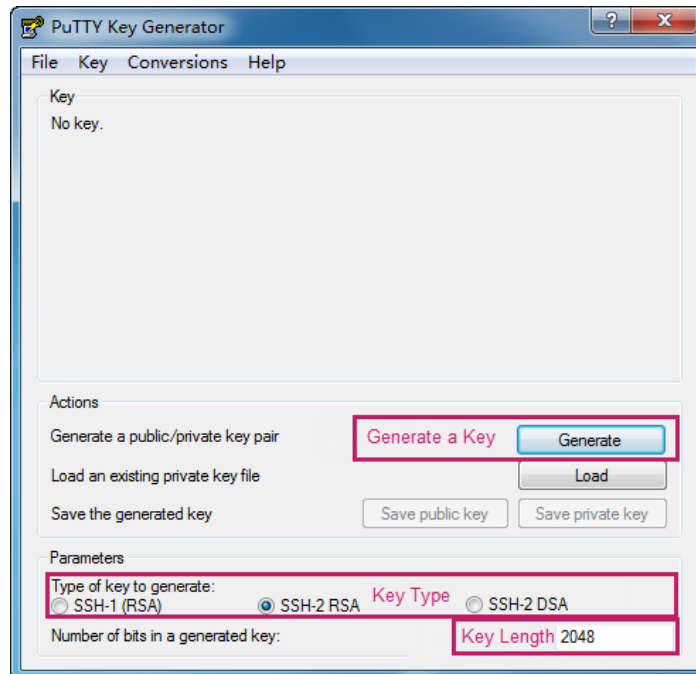 PuTTY Key Generator
? X
File Key Conversions Help
Key
No key.
Actions
Generate a public/private key pair Generate a Key Generate
Load an existing private key file Load
Save the generated key Save public key Save private key
Parameters
Type of key to generate:
SSH-1 (RSA) SSH-2 RSA Key Type SSH-2 DSA
Number of bits in a generated key: Key Length 2048